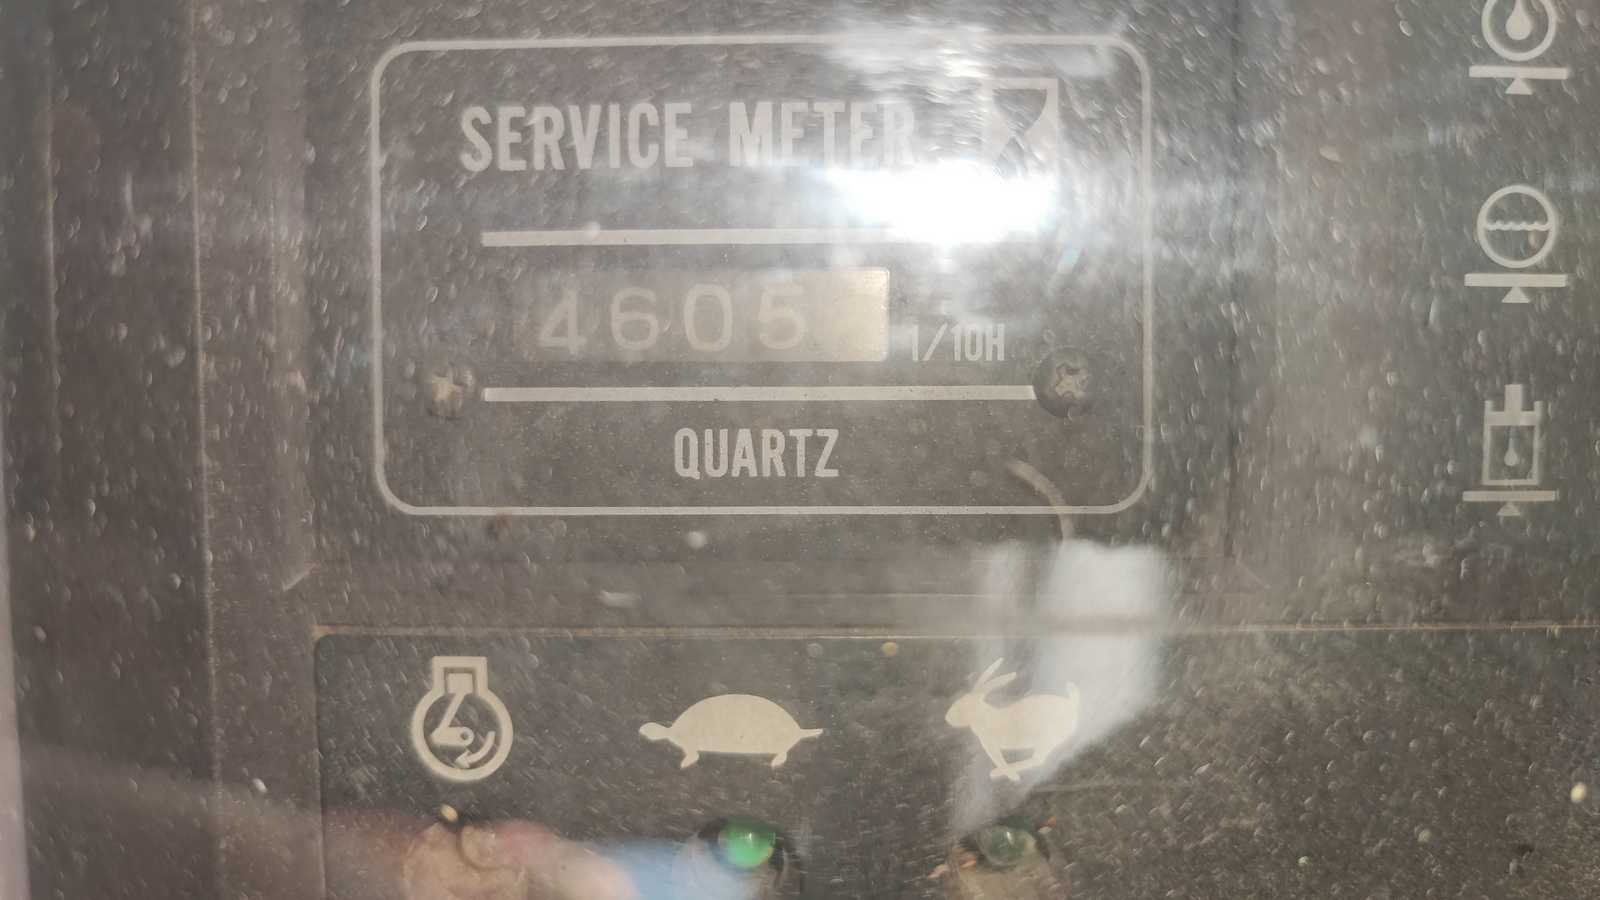 SERVICE METER
4605
1/10H
QUARTZ